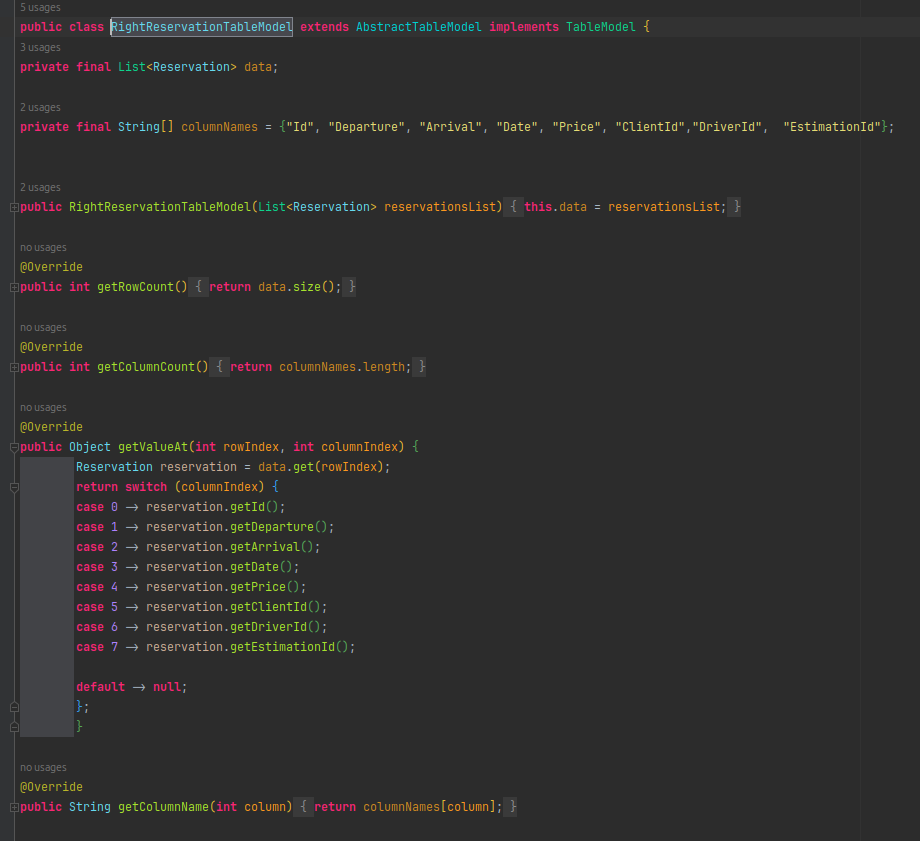 5 usages
public class RightReservationTableModel extends AbstractTableModel implements TableModel {
3 usages
private final List<Reservation> data;
2 usages
private final String[] columnNames = {"Id", "Departure", "Arrival", "Date", "Price", "ClientId","DriverId",  "EstimationId"};
2 usages
public RightReservationTableModel(List<Reservation> reservationsList) { this.data = reservationsList; }
no usages
@Override
public int getRowCount() { return data.size(); }
no usages
@Override
public int getColumnCount() { return columnNames.length; }
no usages
@Override
public Object getValueAt(int rowIndex, int columnIndex) {
Reservation reservation = data.get(rowIndex);
return switch (columnIndex) {
case 0 → reservation.getId();
case 1 → reservation.getDeparture();
case 2 → reservation.getArrival();
case 3 → reservation.getDate();
case 4 → reservation.getPrice();
case 5 → reservation.getClientId();
case 6 → reservation.getDriverId();
case 7 → reservation.getEstimationId();
default → null;
};
}
no usages
@Override
public String getColumnName(int column) { return columnNames[column]; }